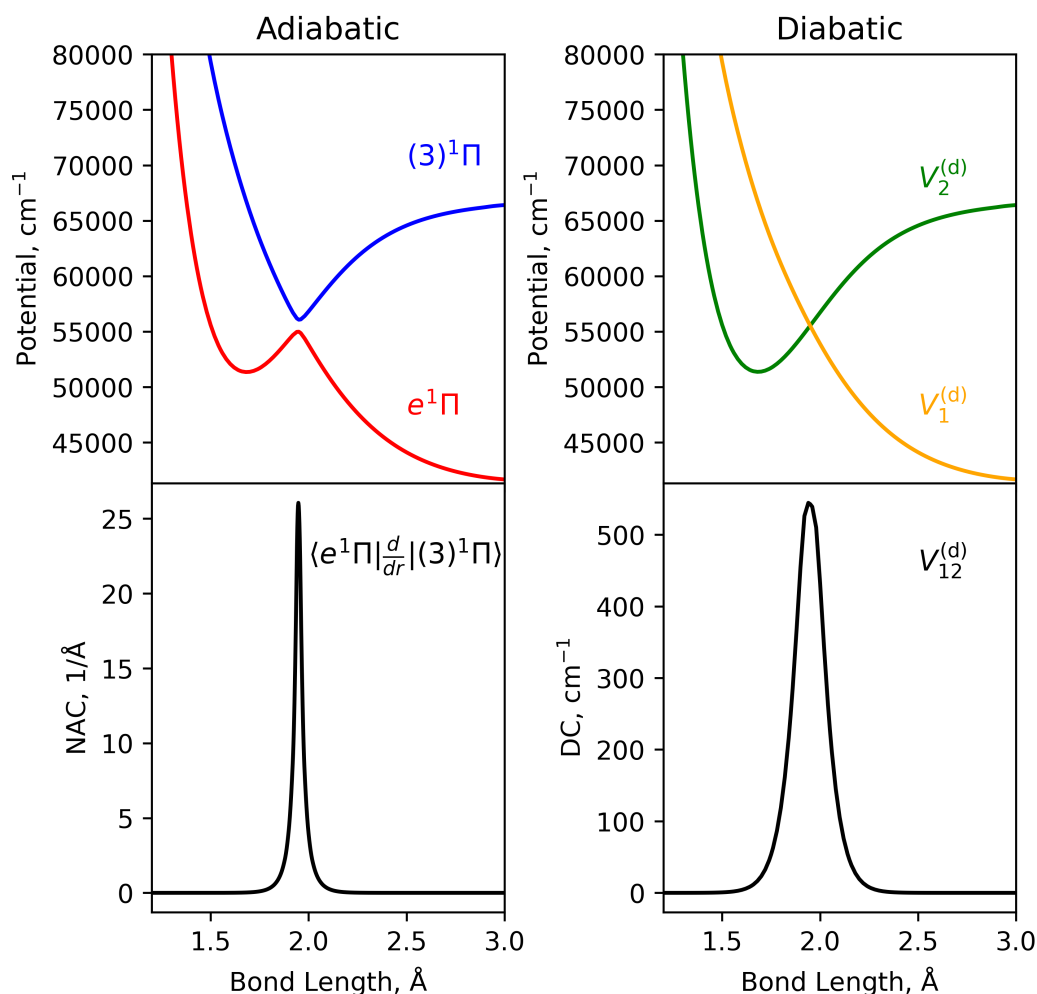 Adiabatic
Diabatic
80000
75000
70000
65000
60000
55000
50000
45000
Potential, cm⁻¹
(3)¹Π
e¹Π
80000
75000
70000
65000
60000
55000
50000
45000
Potential, cm⁻¹
V₂⁽ᵈ⁾
V₁⁽ᵈ⁾
25
20
15
10
5
0
NAC, 1/Å
⟨e¹Π|d/dr|(3)¹Π⟩
1.5 2.0 2.5 3.0
Bond Length, Å
500
400
300
200
100
0
DC, cm⁻¹
V₁₂⁽ᵈ⁾
1.5 2.0 2.5 3.0
Bond Length, Å